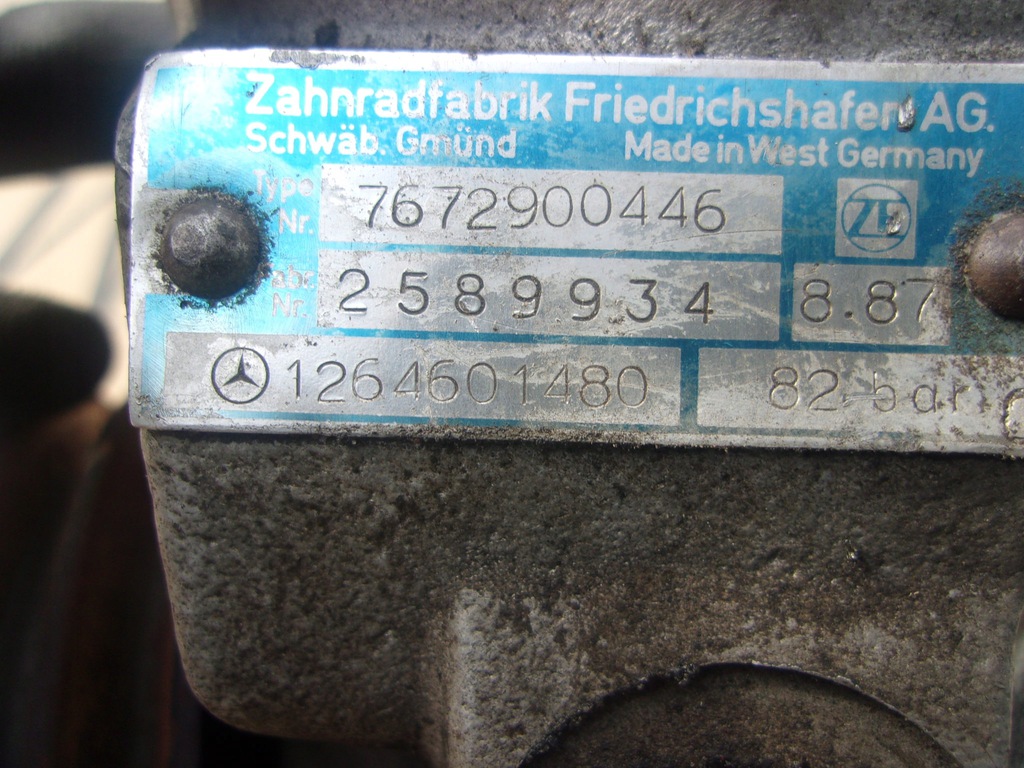 Zahnradfabrik Friedrichshafen AG.
Schwäb. Gmünd Made in West Germany
Type Nr. 7672900446 ZF
abr. Nr. 2589934 8.87
1264601480 82 bar